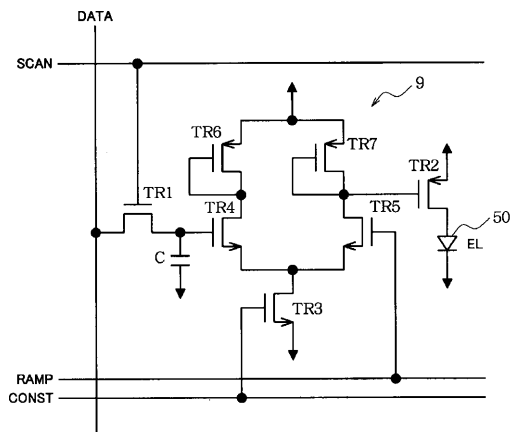 DATA
SCAN
9
TR6
TR7
TR2
TR1
TR4
TR5
50
EL
C
TR3
RAMP
CONST